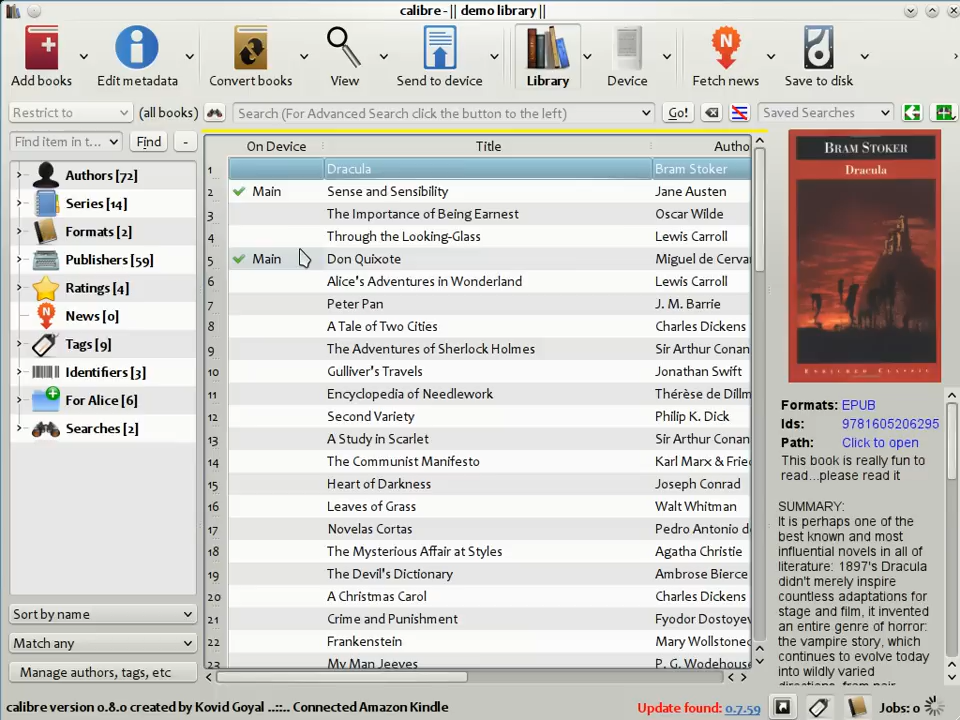 calibre - || demo library ||
Add books
Edit metadata
Convert books
View
Send to device
Library
Device
Fetch news
Save to disk
Restrict to
(all books)
Search (For Advanced Search click the button to the left)
Go!
Saved Searches
Find item in t...
Find
-
Authors [72]
Series [14]
Formats [2]
Publishers [59]
Ratings [4]
News [0]
Tags [9]
Identifiers [3]
For Alice [6]
Searches [2]
Sort by name
Match any
Manage authors, tags, etc
On Device Title Autho
1 Dracula Bram Stoker
2 Main Sense and Sensibility Jane Austen
3 The Importance of Being Earnest Oscar Wilde
4 Through the Looking-Glass Lewis Carroll
5 Main Don Quixote Miguel de Cerva
6 Alice's Adventures in Wonderland Lewis Carroll
7 Peter Pan J. M. Barrie
8 A Tale of Two Cities Charles Dickens
9 The Adventures of Sherlock Holmes Sir Arthur Conan
10 Gulliver's Travels Jonathan Swift
11 Encyclopedia of Needlework Thérèse de Dillm
12 Second Variety Philip K. Dick
13 A Study in Scarlet Sir Arthur Conan
14 The Communist Manifesto Karl Marx & Fried
15 Heart of Darkness Joseph Conrad
16 Leaves of Grass Walt Whitman
17 Novelas Cortas Pedro Antonio de
18 The Mysterious Affair at Styles Agatha Christie
19 The Devil's Dictionary Ambrose Bierce
20 A Christmas Carol Charles Dickens
21 Crime and Punishment Fyodor Dostoyev
22 Frankenstein Mary Wollstonec
23 My Man Jeeves P. G. Wodehouse
BRAM STOKER
Dracula
ENRICHED CLASSIC
Formats: EPUB
Ids: 9781605206295
Path: Click to open
This book is really fun to
read...please read it
SUMMARY:
It is perhaps one of the
best known and most
influential novels in all of
literature: 1897's Dracula
didn't merely inspire
countless adaptations for
stage and film, it invented
an entire genre of horror:
the vampire story, which
continues to evolve today
into wildly varied
directions, from pair
calibre version 0.8.0 created by Kovid Goyal ..::.. Connected Amazon Kindle
Update found: 0.7.59
Jobs: 0